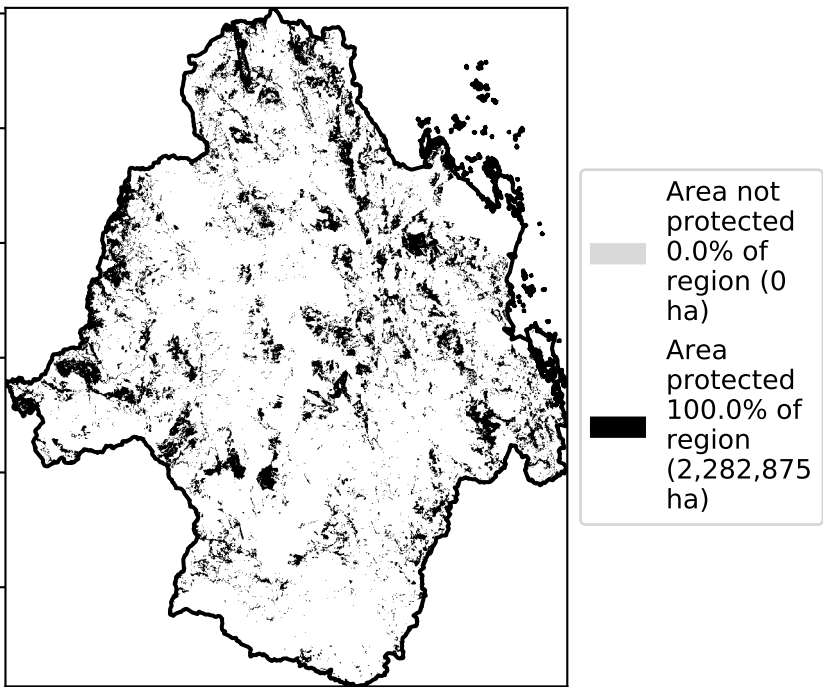 Area not
protected
0.0% of
region (0
ha)
Area
protected
100.0% of
region
(2,282,875
ha)